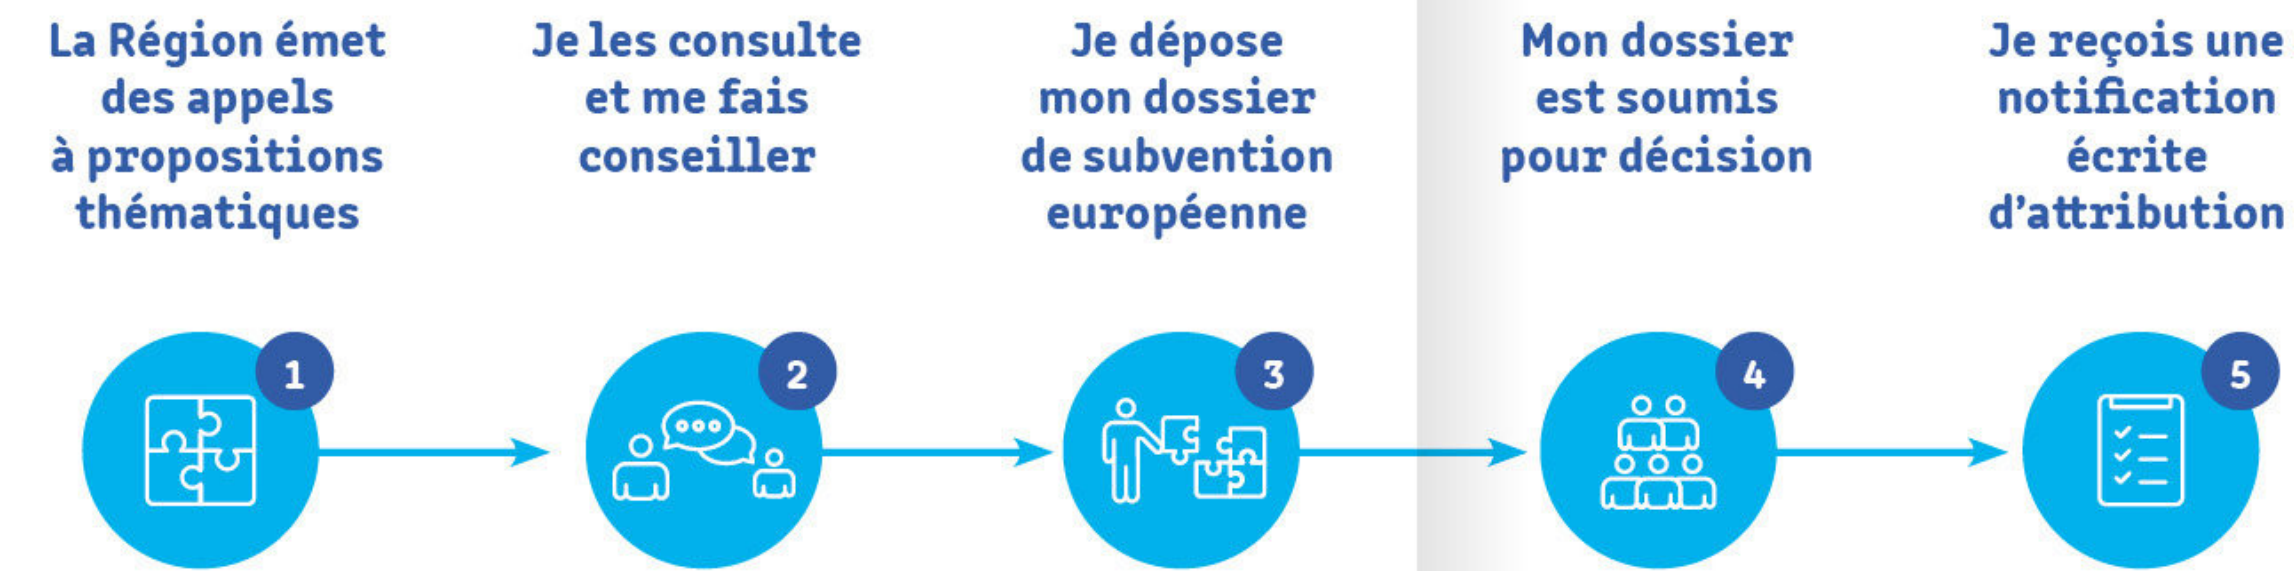 La Région émet
des appels
à propositions
thématiques
Je les consulte
et me fais
conseiller
Je dépose
mon dossier
de subvention
européenne
Mon dossier
est soumis
pour décision
Je reçois une
notification
écrite
d'attribution
1
2
3
4
5